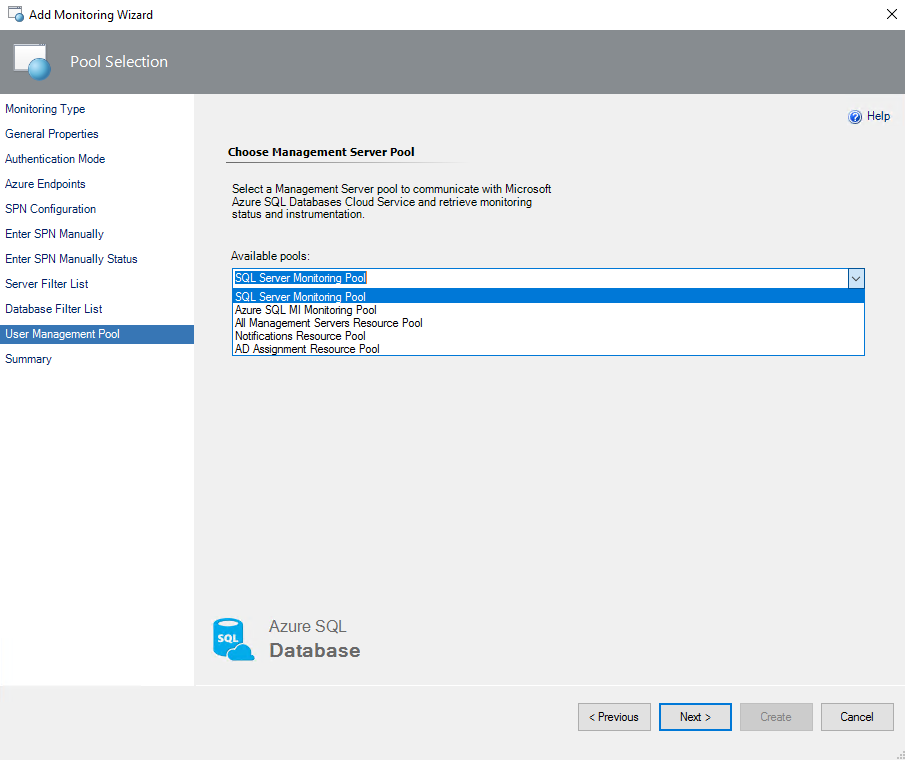 Add Monitoring Wizard
Pool Selection
Monitoring Type
General Properties
Authentication Mode
Azure Endpoints
SPN Configuration
Enter SPN Manually
Enter SPN Manually Status
Server Filter List
Database Filter List
User Management Pool
Summary
Help
Choose Management Server Pool
Select a Management Server pool to communicate with Microsoft
Azure SQL Databases Cloud Service and retrieve monitoring
status and instrumentation.
Available pools:
SQL Server Monitoring Pool
SQL Server Monitoring Pool
Azure SQL MI Monitoring Pool
All Management Servers Resource Pool
Notifications Resource Pool
AD Assignment Resource Pool
SQL
Azure SQL
Database
< Previous
Next >
Create
Cancel